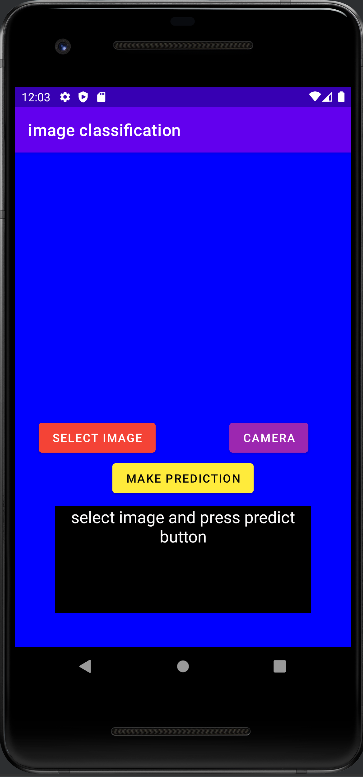 12:03
image classification
SELECT IMAGE
CAMERA
MAKE PREDICTION
select image and press predict
button